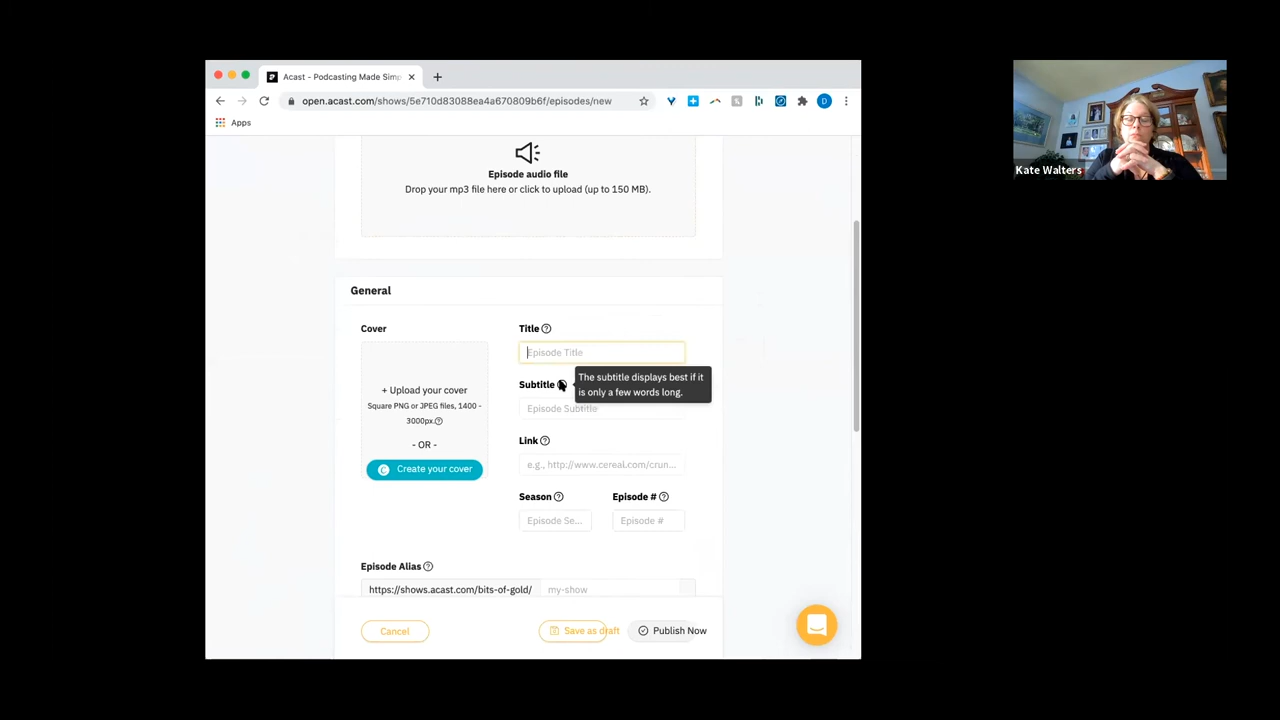 Acast - Podcasting Made Simp
open.acast.com/shows/5e710d83088ea4a670809b6f/episodes/new
D
Apps
Episode audio file
Drop your mp3 file here or click to upload (up to 150 MB).
General
Cover
+ Upload your cover
Square PNG or JPEG files, 1400 -
3000px.
- OR -
Create your cover
Title
Episode Title
Subtitle
The subtitle displays best if it
is only a few words long.
Episode Subtitle
Link
e.g., http://www.cereal.com/crun...
Season
Episode #
Episode Se...
Episode #
Episode Alias
https://shows.acast.com/bits-of-gold/
my-show
Cancel
Save as draft
Publish Now
Kate Walters